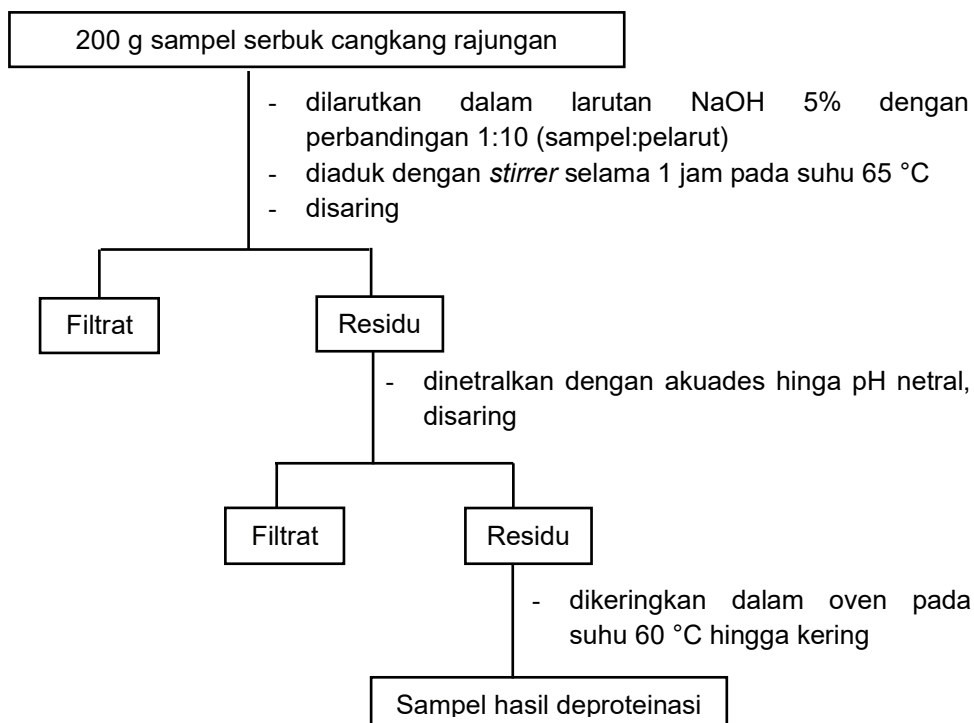 200 g sampel serbuk cangkang rajungan
- dilarutkan dalam larutan NaOH 5% dengan
perbandingan 1:10 (sampel:pelarut)
- diaduk dengan stirrer selama 1 jam pada suhu 65 °C
- disaring
Filtrat
Residu
- dinetralkan dengan akuades hingga pH netral,
disaring
Filtrat
Residu
- dikeringkan dalam oven pada
suhu 60 °C hingga kering
Sampel hasil deproteinasi